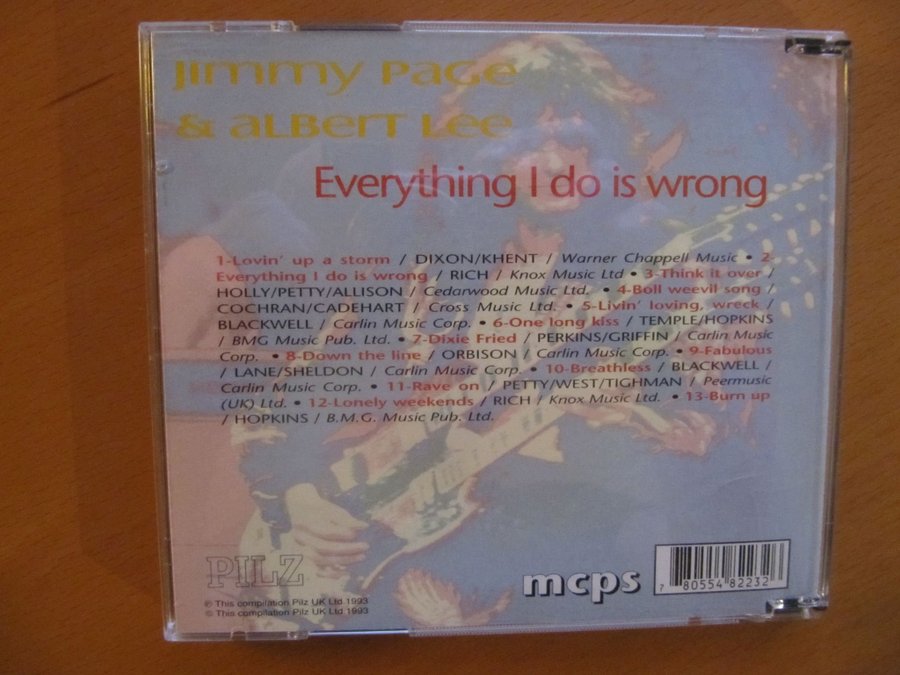 Jimmy Page
& Albert Lee
Everything I do is wrong
1-Lovin' up a storm / DIXON/KHENT / Warner Chappell Music • 2-
Everything I do is wrong / RICH / Knox Music Ltd • 3-Think it over /
HOLLY/PETTY/ALLISON / Cedarwood Music Ltd. • 4-Boll weevil song /
COCHRAN/CADEHART / Cross Music Ltd. • 5-Livin' loving, wreck /
BLACKWELL / Carlin Music Corp. • 6-One long kiss / TEMPLE/HOPKINS
/ BMG Music Pub. Ltd. • 7-Dixie Fried / PERKINS/GRIFFIN / Carlin Music
Corp. • 8-Down the line / ORBISON / Carlin Music Corp. • 9-Fabulous
/ LANE/SHELDON / Carlin Music Corp. • 10-Breathless / BLACKWELL /
Carlin Music Corp. • 11-Rave on / PETTY/WEST/TIGHMAN / Peermusic
(UK) Ltd. • 12-Lonely weekends / RICH / Knox Music Ltd. • 13-Burn up
/ HOPKINS / B.M.G. Music Pub. Ltd.
PILZ
℗ This compilation Pilz UK Ltd 1993
© This compilation Pilz UK Ltd 1993
mcps
7 80554 82232